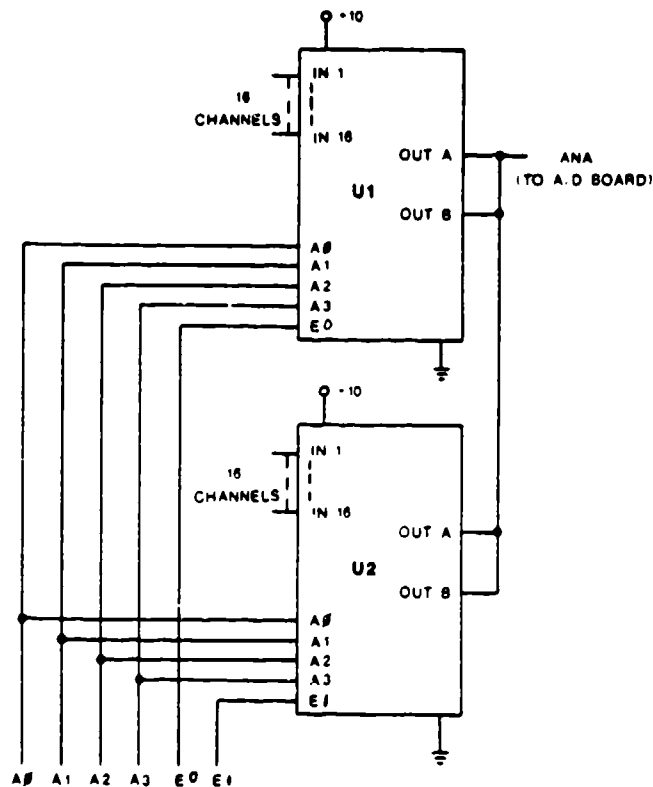 -10
IN 1
16
CHANNELS
IN 16
OUT A
ANA
(TO A.D BOARD)
U1
OUT B
AØ
A1
A2
A3
E0
-10
IN 1
16
CHANNELS
IN 16
OUT A
U2
OUT B
AØ
A1
A2
A3
E1
AØ A1 A2 A3 E0 E1